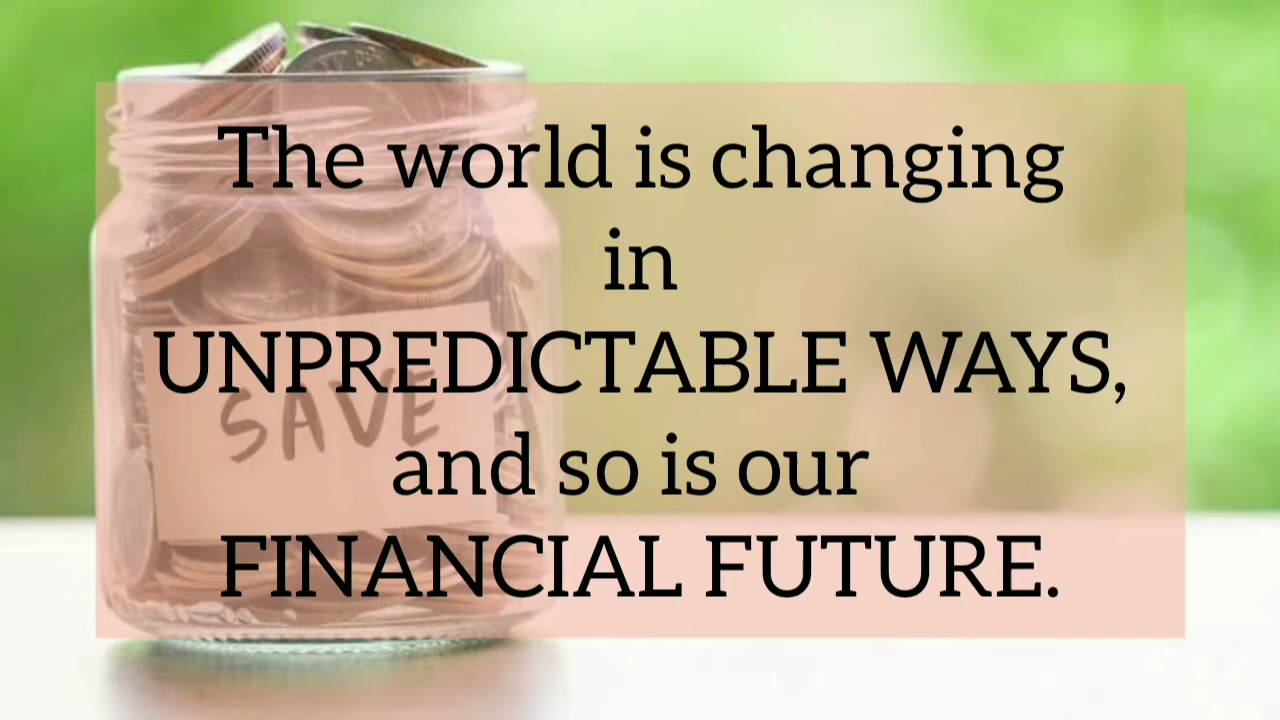 The world is changing
in
UNPREDICTABLE WAYS,
SAVE
and so is our
FINANCIAL FUTURE.